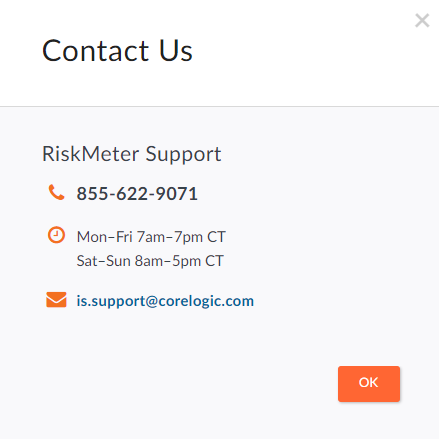 Contact Us
RiskMeter Support
855-622-9071
Mon–Fri 7am–7pm CT
Sat–Sun 8am–5pm CT
is.support@corelogic.com
OK